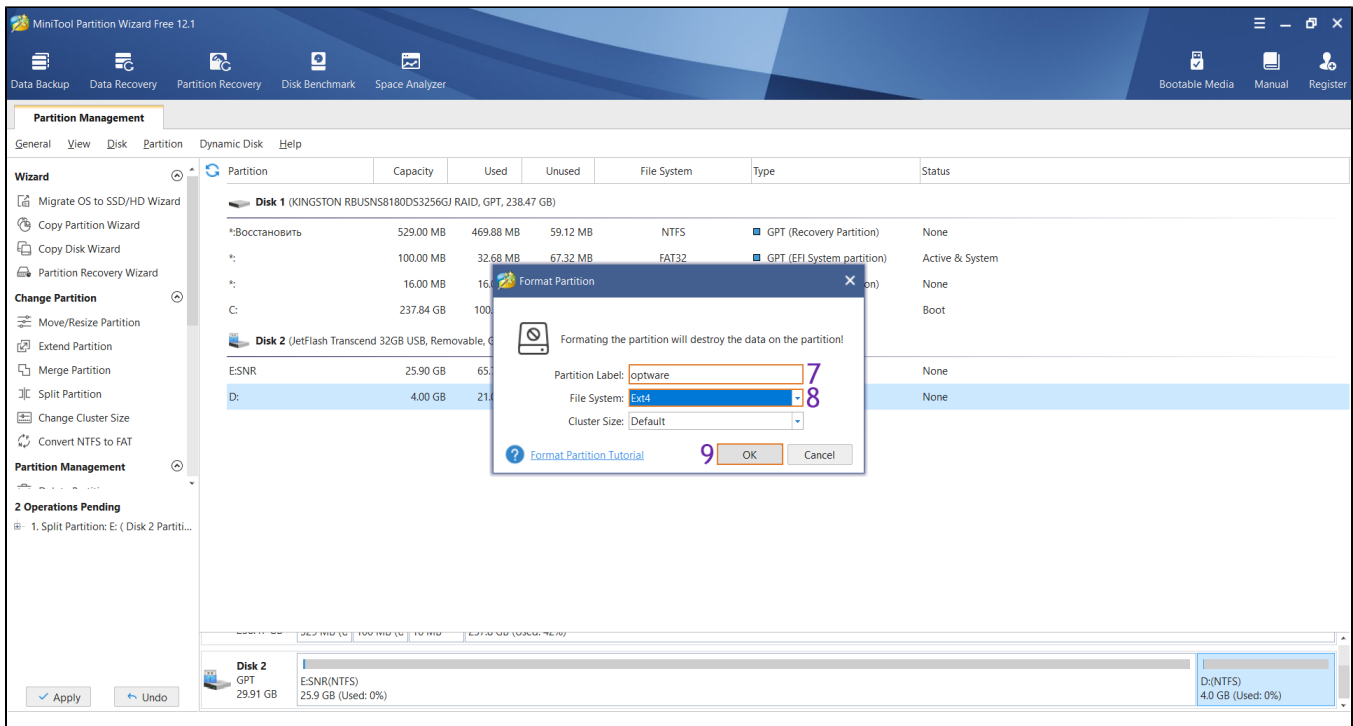 MiniTool Partition Wizard Free 12.1
Data Backup Data Recovery Partition Recovery Disk Benchmark Space Analyzer Bootable Media Manual Register
Partition Management
General View Disk Partition Dynamic Disk Help
Wizard
Migrate OS to SSD/HD Wizard
Copy Partition Wizard
Copy Disk Wizard
Partition Recovery Wizard
Change Partition
Move/Resize Partition
Extend Partition
Merge Partition
Split Partition
Change Cluster Size
Convert NTFS to FAT
Partition Management
2 Operations Pending
1. Split Partition: E: ( Disk 2 Partiti...
Apply Undo
Partition Capacity Used Unused File System Type Status
Disk 1 (KINGSTON RBUSNS8180DS3256GJ RAID, GPT, 238.47 GB)
*:Восстановить 529.00 MB 469.88 MB 59.12 MB NTFS GPT (Recovery Partition) None
*: 100.00 MB 32.68 MB 67.32 MB FAT32 GPT (EFI System partition) Active & System
*: 16.00 MB 16. on) None
C: 237.84 GB 100. Boot
Disk 2 (JetFlash Transcend 32GB USB, Removable,
E:SNR 25.90 GB 65. None
D: 4.00 GB 21. None
Format Partition
Formating the partition will destroy the data on the partition!
Partition Label: optware 7
File System: Ext4 8
Cluster Size: Default
Format Partition Tutorial 9 OK Cancel
Disk 2
GPT
29.91 GB
E:SNR(NTFS)
25.9 GB (Used: 0%)
D:(NTFS)
4.0 GB (Used: 0%)